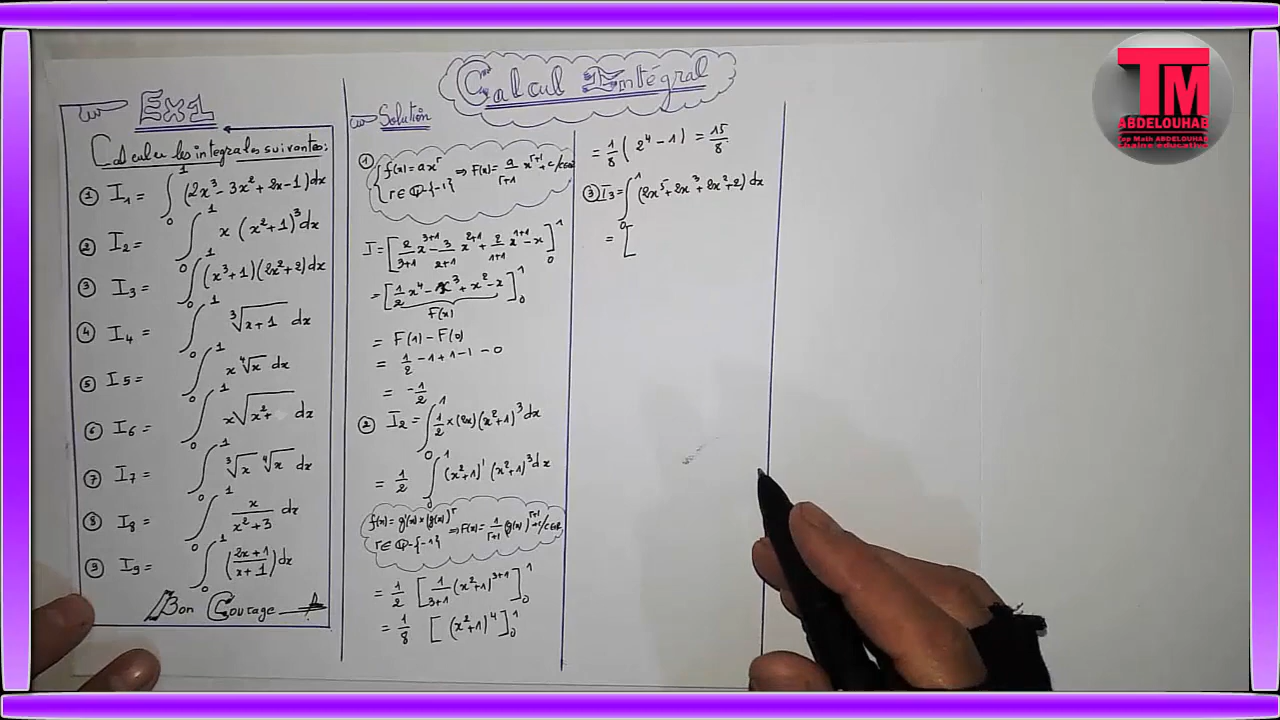 Calcul Intégral
Ex1
Calculer les integrales suivantes:
① I₁ = ∫₀¹ (2x³ - 3x² + 2x - 1) dx
② I₂ = ∫₀¹ x (x² + 1)³ dx
③ I₃ = ∫₀¹ (x³ + 1)(2x² + 2) dx
④ I₄ = ∫₀¹ ∛(x+1) dx
⑤ I₅ = ∫₀¹ x ∜x dx
⑥ I₆ = ∫₀¹ x √(x² + ) dx
⑦ I₇ = ∫₀¹ ∛x ∜x dx
⑧ I₈ = ∫₀¹ x/(x² + 3) dx
⑨ I₉ = ∫₀¹ ((2x + 1)/(x + 1)) dx
Bon Courage
Solution
① { f(x) = a x^r ⇒ F(x) = a/(r+1) x^(r+1) + c / c∈ℝ
r ∈ ℚ - {-1}
I = [2/(3+1) x^(3+1) - 3/(2+1) x^(2+1) + 2/(1+1) x^(1+1) - x]₀¹
= [1/2 x⁴ - x³ + x² - x]₀¹
F(x)
= F(1) - F(0)
= 1/2 - 1 + 1 - 1 - 0
= -1/2
② I₂ = ∫₀¹ 1/2 × (2x)(x² + 1)³ dx
= 1/2 ∫₀¹ (x² + 1)' (x² + 1)³ dx
f(x) = g'(x) × (g(x))^r ⇒ F(x) = 1/(r+1) (g(x))^(r+1) + c / c∈ℝ
r ∈ ℚ - {-1}
= 1/2 [1/(3+1) (x² + 1)^(3+1)]₀¹
= 1/8 [(x² + 1)⁴]₀¹
= 1/8 (2⁴ - 1) = 15/8
③ I₃ = ∫₀¹ (2x⁵ + 2x³ + 2x² + 2) dx
= [
TM
ABDELOUHAB
Top Math ABDELOUHAB
chaine educative